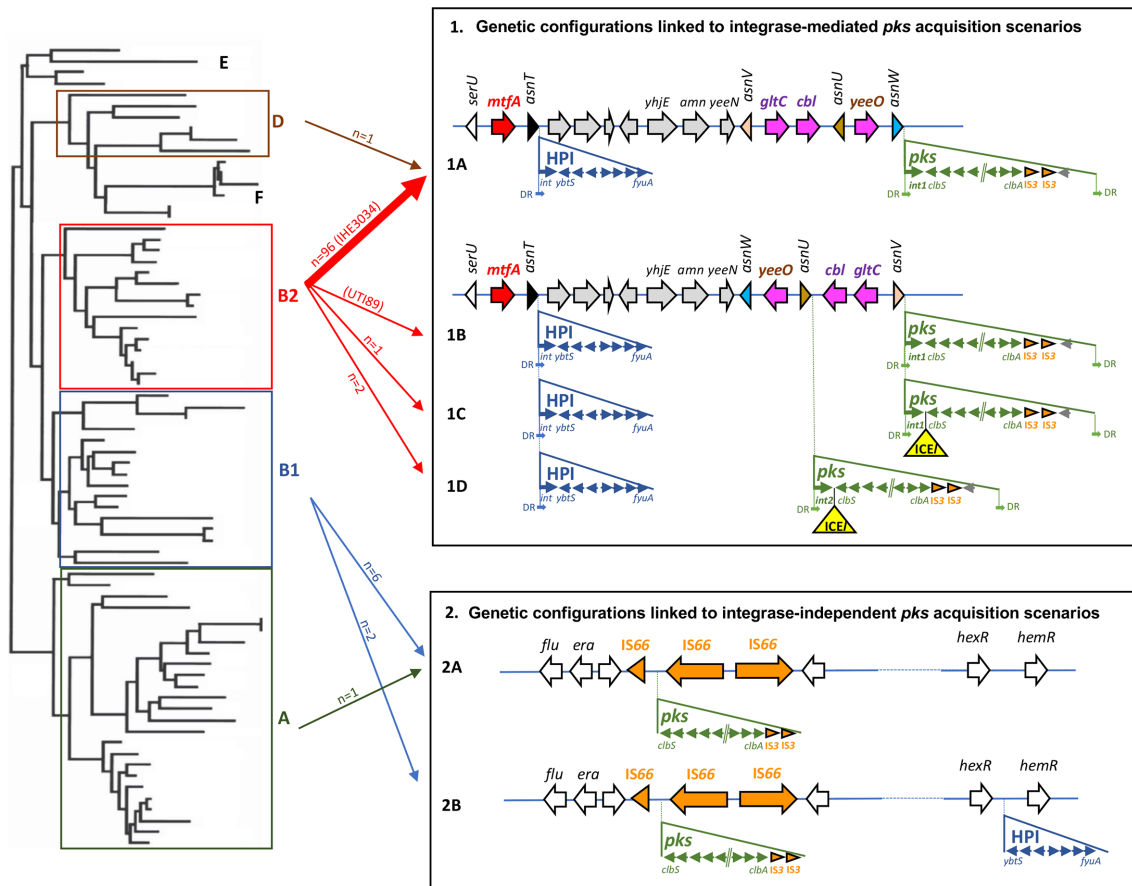 E
D
F
B2
B1
A
n=1
n=96 (IHE3034)
(UTI89)
n=1
n=2
n=6
n=2
n=1
1. Genetic configurations linked to integrase-mediated pks acquisition scenarios
serU mtfA asnT yhjE amn yeeN asnV gltC cbl asnU yeeO asnW
1A
HPI pks
int ybtS fyuA int1 clbS clbA IS3 IS3
DR DR DR
serU mtfA asnT yhjE amn yeeN asnW yeeO asnU cbl gltC asnV
1B
HPI pks
int ybtS fyuA int1 clbS clbA IS3 IS3
DR DR DR
1C
HPI pks
int ybtS fyuA int1 clbS clbA IS3 IS3
DR DR DR
ICE/
1D
HPI pks
int ybtS fyuA int2 clbS clbA IS3 IS3
DR DR DR
ICE/
2. Genetic configurations linked to integrase-independent pks acquisition scenarios
flu era IS66 IS66 IS66 hexR hemR
2A
pks
clbS clbA IS3 IS3
flu era IS66 IS66 IS66 hexR hemR
2B
pks HPI
clbS clbA IS3 IS3 ybtS fyuA